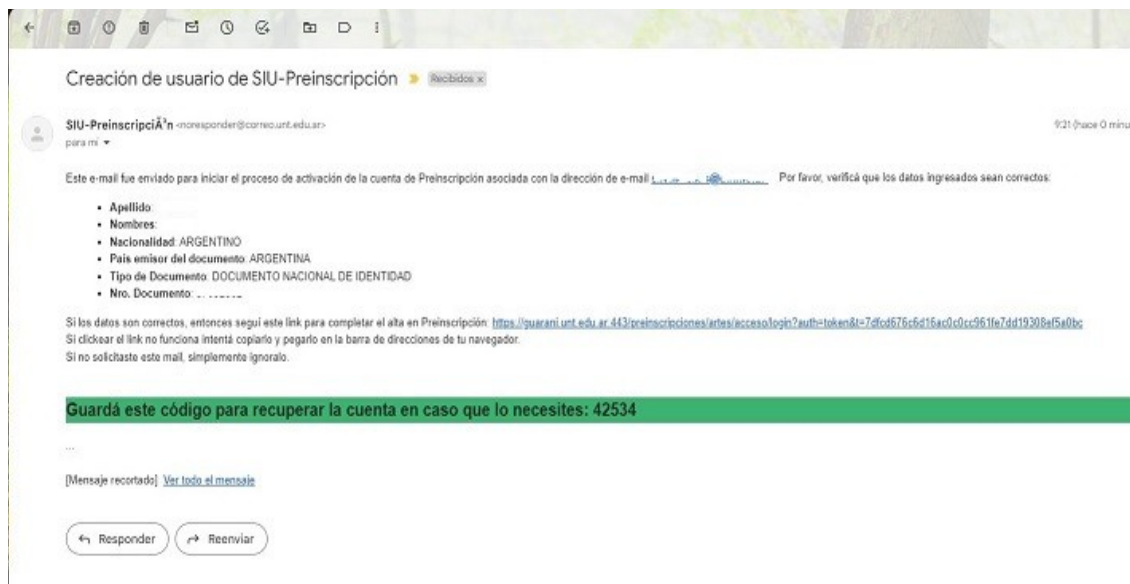 Creación de usuario de SIU-Preinscripción Recibidos x
SIU-PreinscripciÃ³n <noresponder@correo.unt.edu.ar> 9:21 (hace 0 minu
para mí
Este e-mail fue enviado para iniciar el proceso de activación de la cuenta de Preinscripción asociada con la dirección de e-mail Por favor, verificá que los datos ingresados sean correctos:
• Apellido:
• Nombres:
• Nacionalidad: ARGENTINO
• País emisor del documento: ARGENTINA
• Tipo de Documento: DOCUMENTO NACIONAL DE IDENTIDAD
• Nro. Documento:
Si los datos son correctos, entonces seguí este link para completar el alta en Preinscripción: https://guarani.unt.edu.ar:443/preinscripciones/artes/acceso/login?auth=token&t=7dfcd676c6d16ac0c0cc961fe7dd19308ef5a0bc
Si clickear el link no funciona intentá copiarlo y pegarlo en la barra de direcciones de tu navegador.
Si no solicitaste este mail, simplemente ignoralo.
Guardá este código para recuperar la cuenta en caso que lo necesites: 42534
...
[Mensaje recortado] Ver todo el mensaje
Responder Reenviar